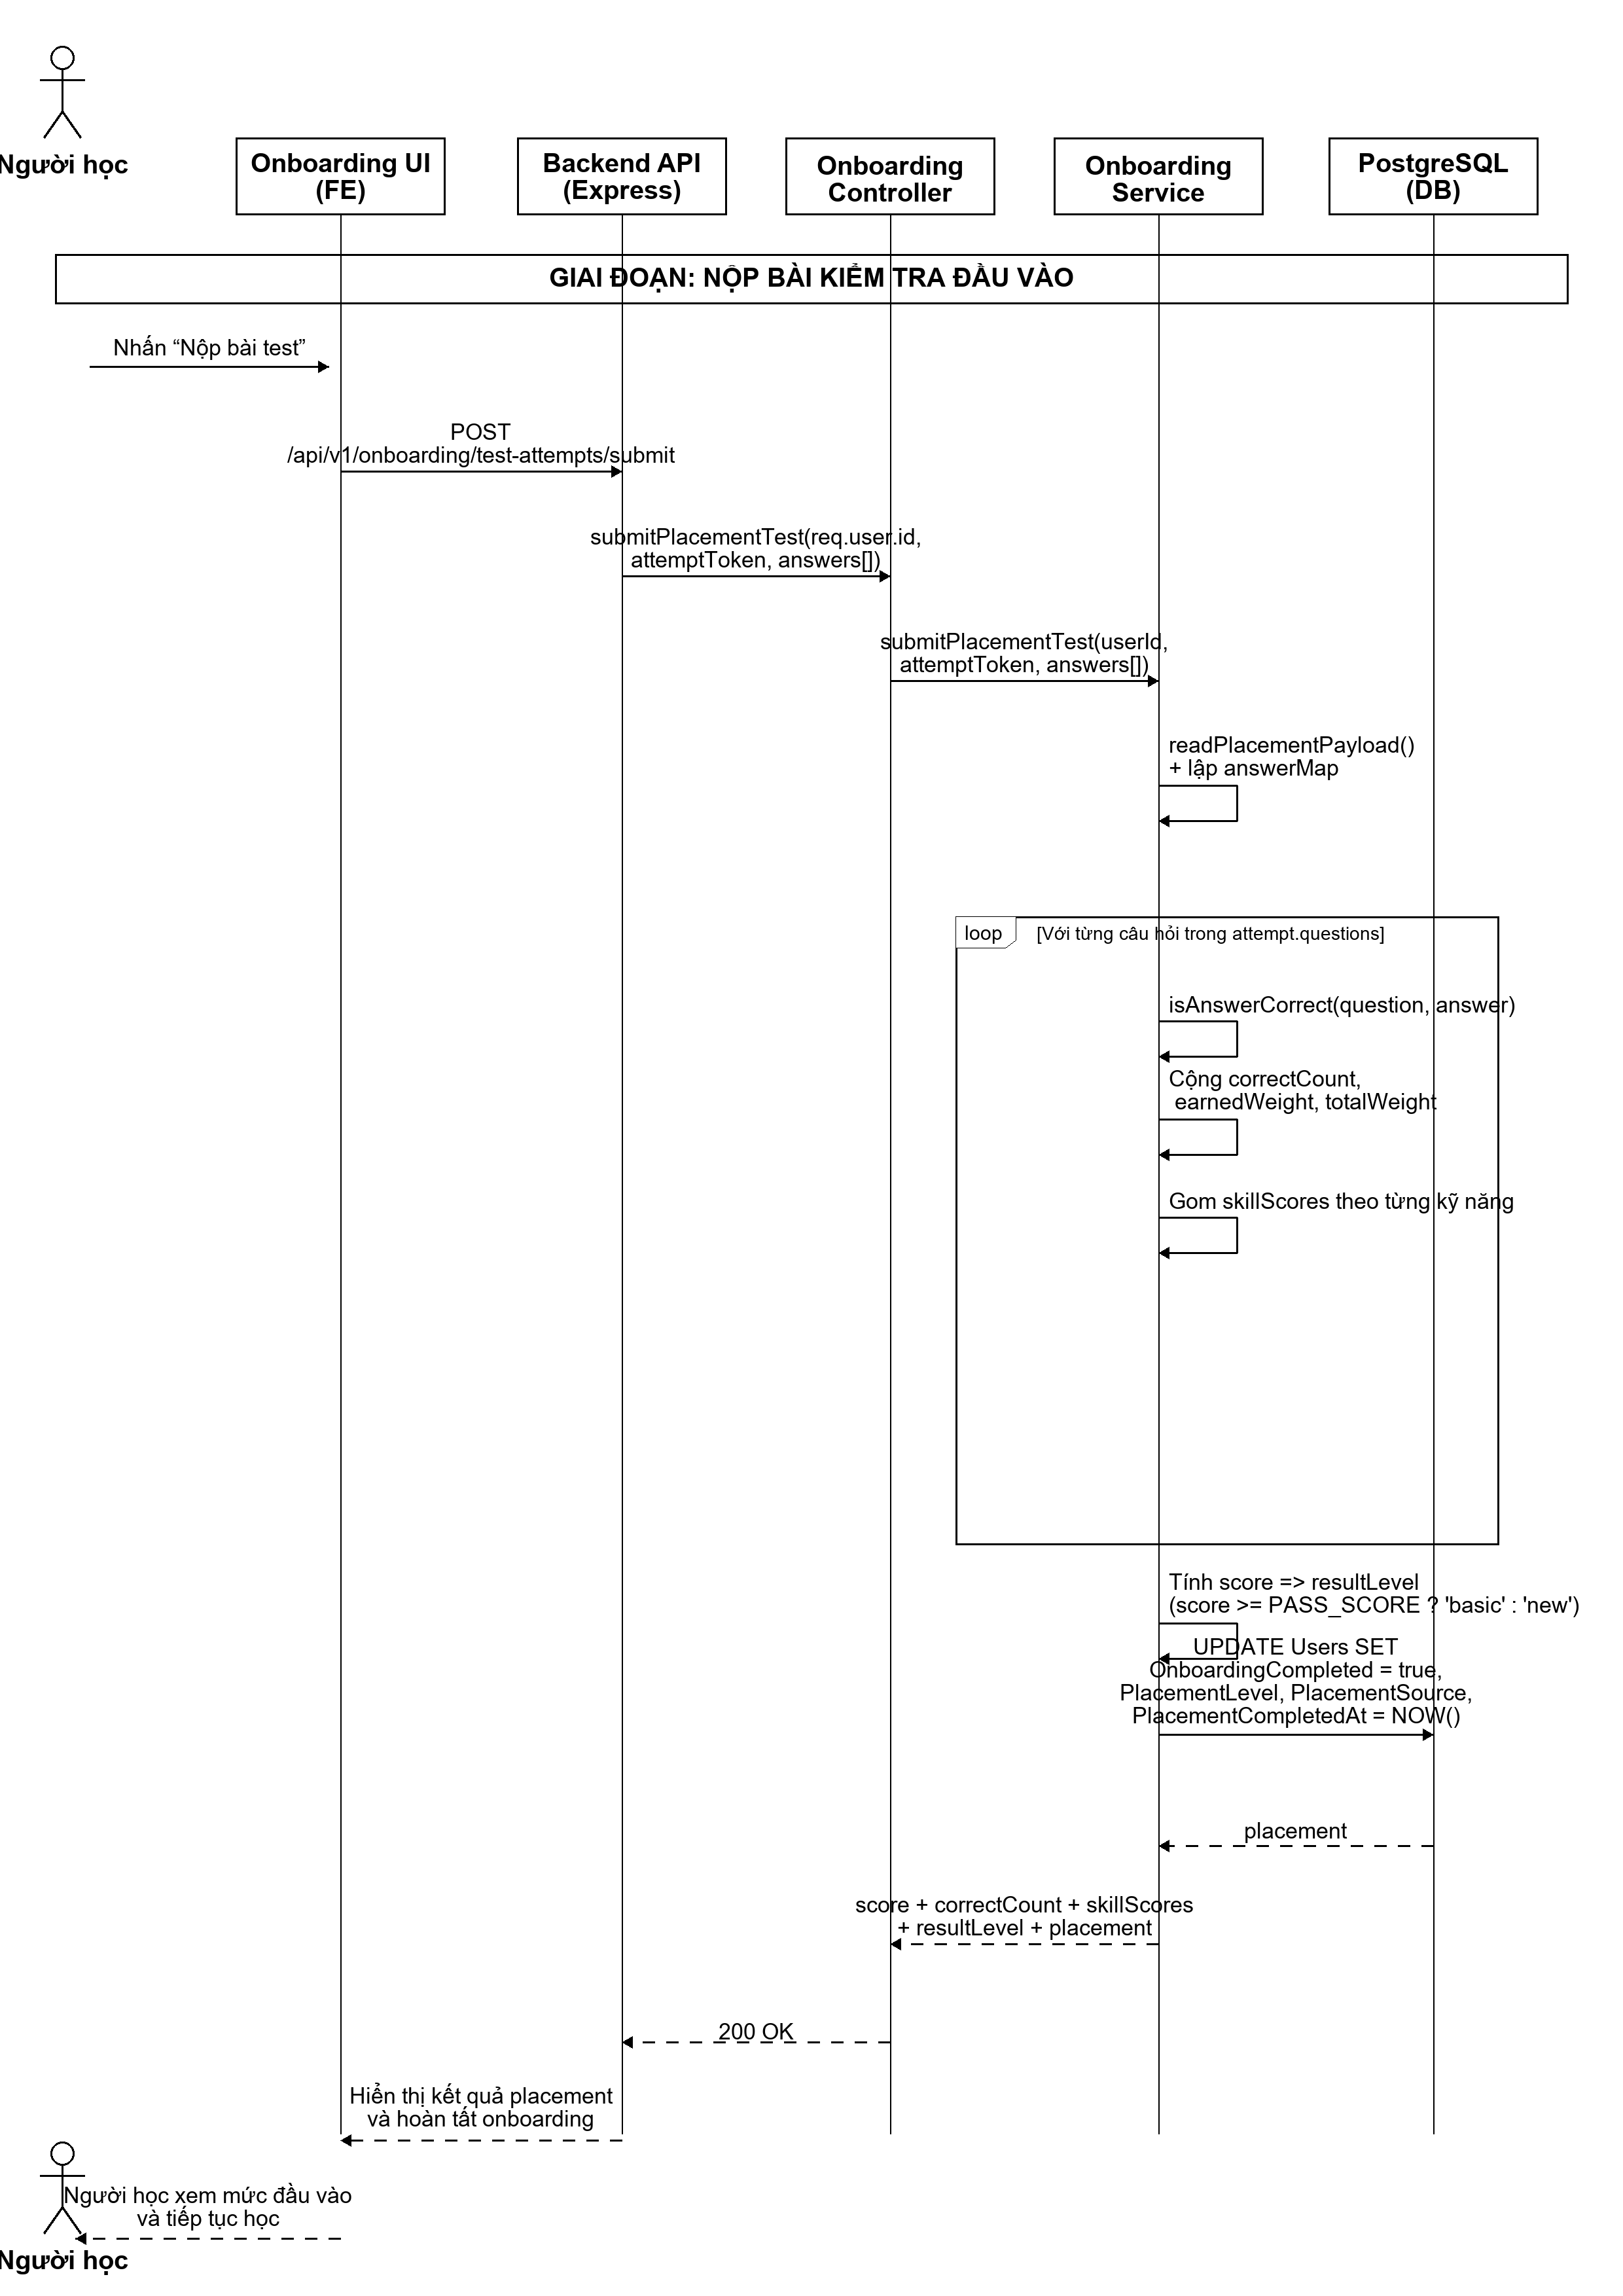 Người học
Onboarding UI
(FE)
Backend API
(Express)
Onboarding
Controller
Onboarding
Service
PostgreSQL
(DB)
GIAI ĐOẠN: NỘP BÀI KIỂM TRA ĐẦU VÀO
Nhấn “Nộp bài test”
POST
/api/v1/onboarding/test-attempts/submit
submitPlacementTest(req.user.id,
attemptToken, answers[])
submitPlacementTest(userId,
attemptToken, answers[])
readPlacementPayload()
+ lập answerMap
loop
[Với từng câu hỏi trong attempt.questions]
isAnswerCorrect(question, answer)
Cộng correctCount,
earnedWeight, totalWeight
Gom skillScores theo từng kỹ năng
Tính score => resultLevel
(score >= PASS_SCORE ? 'basic' : 'new')
UPDATE Users SET
OnboardingCompleted = true,
PlacementLevel, PlacementSource,
PlacementCompletedAt = NOW()
placement
score + correctCount + skillScores
+ resultLevel + placement
200 OK
Hiển thị kết quả placement
và hoàn tất onboarding
Người học xem mức đầu vào
và tiếp tục học
Người học